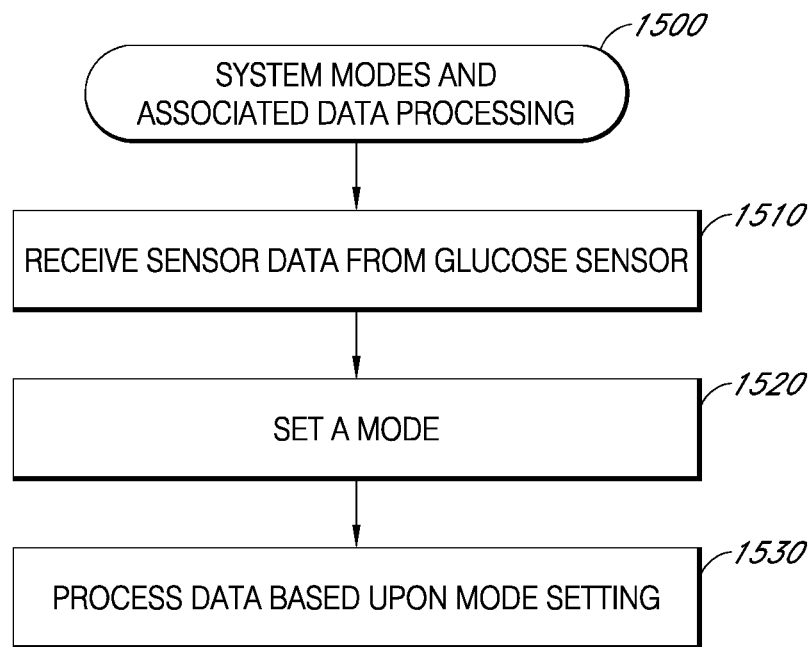 1500
SYSTEM MODES AND
ASSOCIATED DATA PROCESSING
1510
RECEIVE SENSOR DATA FROM GLUCOSE SENSOR
1520
SET A MODE
1530
PROCESS DATA BASED UPON MODE SETTING